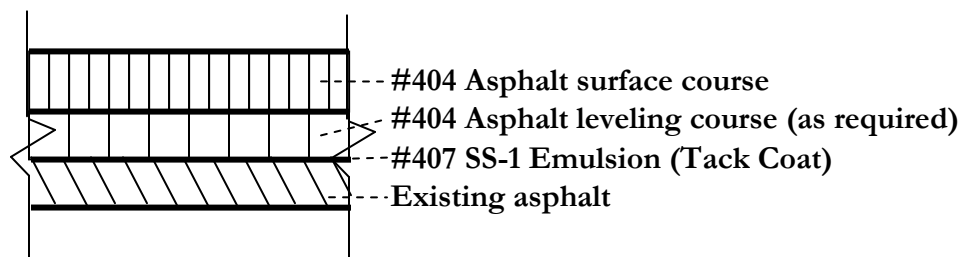 #404 Asphalt surface course
#404 Asphalt leveling course (as required)
#407 SS-1 Emulsion (Tack Coat)
Existing asphalt